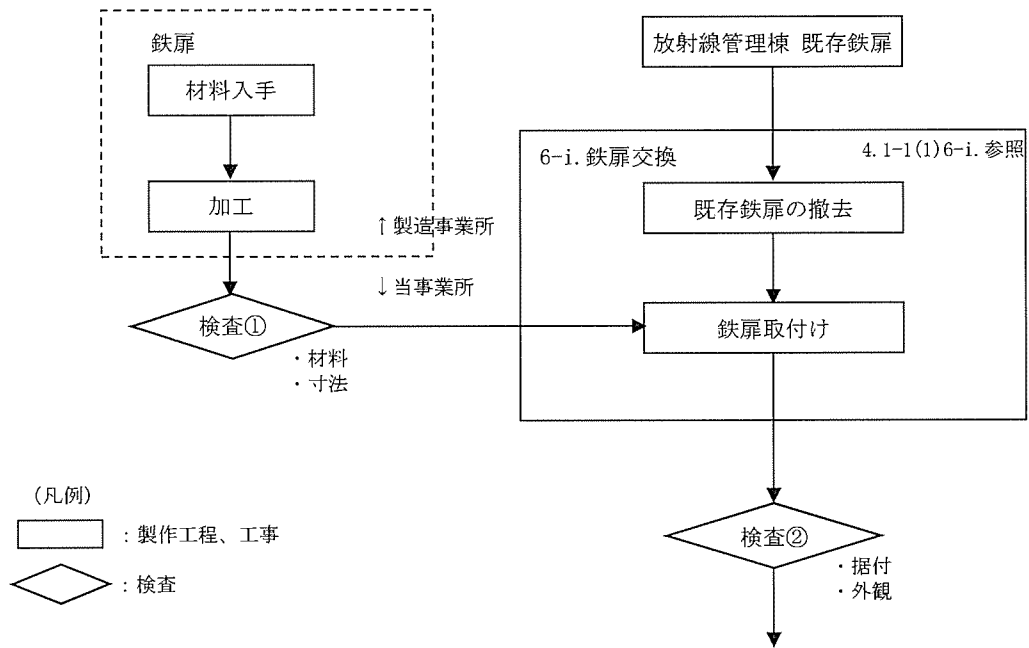 鉄扉
材料入手
加工
↑製造事業所
↓当事業所
検査①
・材料
・寸法
放射線管理棟 既存鉄扉
6-i.鉄扉交換
4.1-1(1)6-i.参照
既存鉄扉の撤去
鉄扉取付け
検査②
・据付
・外観
(凡例)
:製作工程、工事
:検査